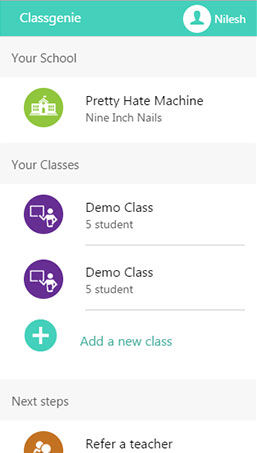 Classgenie
Nilesh
Your School
Pretty Hate Machine
Nine Inch Nails
Your Classes
Demo Class
5 student
Demo Class
5 student
Add a new class
Next steps
Refer a teacher